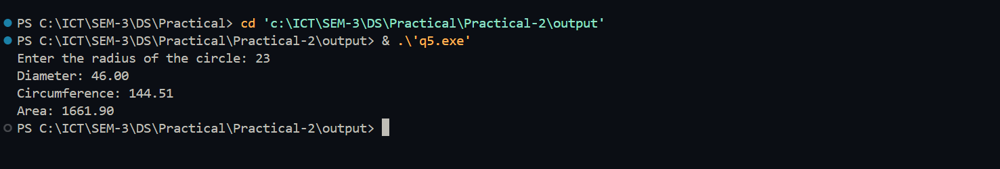 PS C:\ICT\SEM-3\DS\Practical> cd 'c:\ICT\SEM-3\DS\Practical\Practical-2\output'
PS C:\ICT\SEM-3\DS\Practical\Practical-2\output> & .\'q5.exe'
Enter the radius of the circle: 23
Diameter: 46.00
Circumference: 144.51
Area: 1661.90
PS C:\ICT\SEM-3\DS\Practical\Practical-2\output>